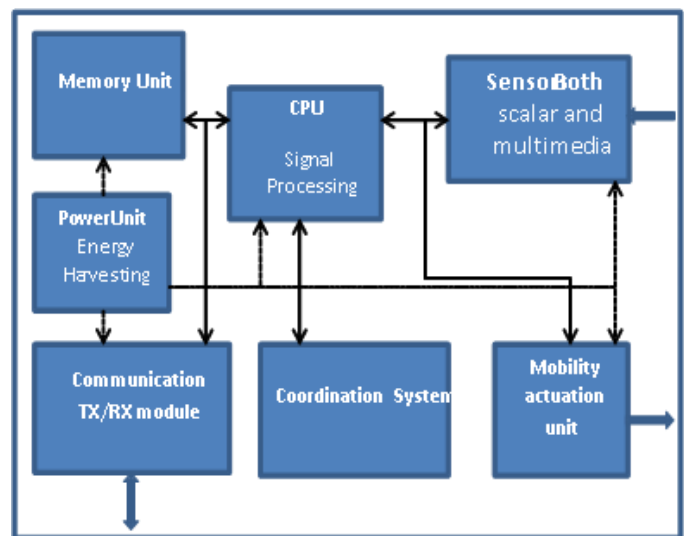 Memory Unit
CPU
Signal
Processing
SensorBoth
scalar and
multimedia
PowerUnit
Energy
Harvesting
Communication
TX/RX module
Coordination System
Mobility
actuation
unit